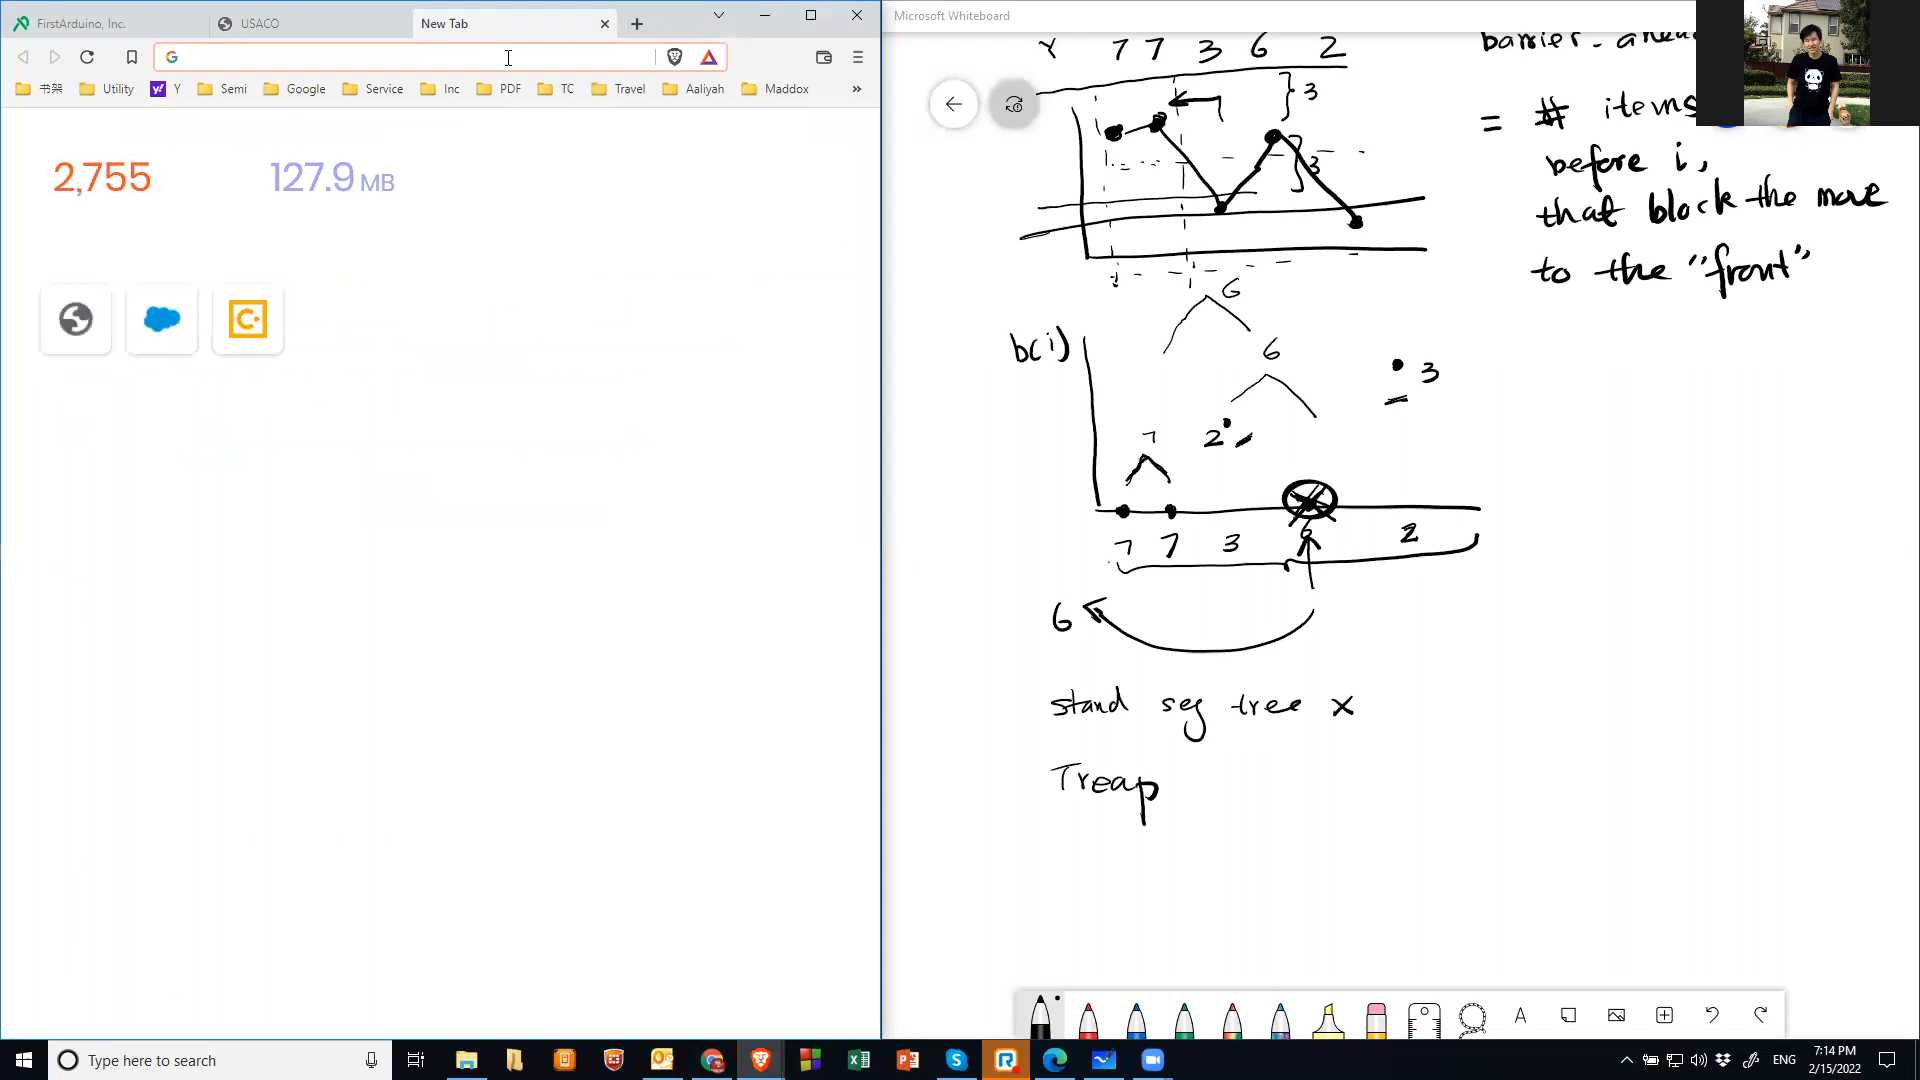 FirstArduino, Inc.
USACO
New Tab
书架
Utility
Y
Semi
Google
Service
Inc
PDF
TC
Travel
Aaliyah
Maddox
»
2,755
127.9 MB
Microsoft Whiteboard
Y 7 7 3 6 2
3
3
barrier-ahead
= # items
before i,
that block the move
to the "front"
6
b(i)
6
3
7
2
7 7 3 6 2
6
stand seg tree x
Treap
Type here to search
ENG
7:14 PM
2/15/2022